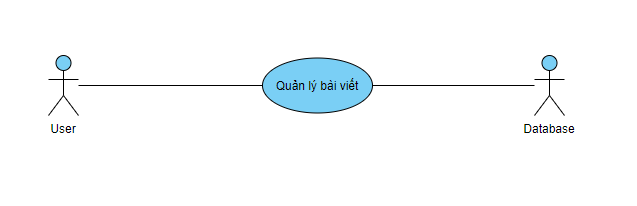 Quản lý bài viết
User
Database